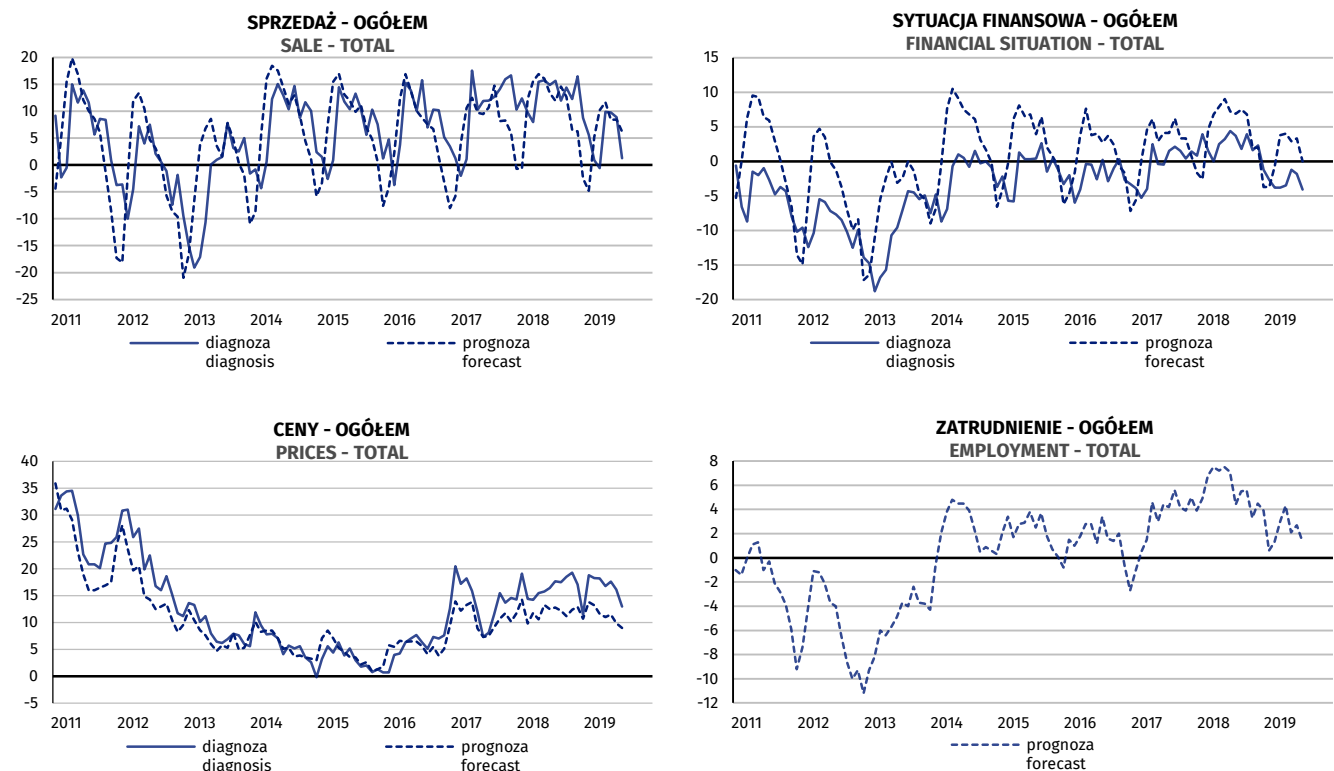 SPRZEDAŻ - OGÓŁEM
SALE - TOTAL
20
15
10
5
0
-5
-10
-15
-20
-25
2011 2012 2013 2014 2015 2016 2017 2018 2019
diagnoza prognoza
diagnosis forecast
SYTUACJA FINANSOWA - OGÓŁEM
FINANCIAL SITUATION - TOTAL
15
10
5
0
-5
-10
-15
-20
2011 2012 2013 2014 2015 2016 2017 2018 2019
diagnoza prognoza
diagnosis forecast
CENY - OGÓŁEM
PRICES - TOTAL
40
35
30
25
20
15
10
5
0
-5
2011 2012 2013 2014 2015 2016 2017 2018 2019
diagnoza prognoza
diagnosis forecast
ZATRUDNIENIE - OGÓŁEM
EMPLOYMENT - TOTAL
8
6
4
2
0
-2
-4
-6
-8
-10
-12
2011 2012 2013 2014 2015 2016 2017 2018 2019
prognoza
forecast